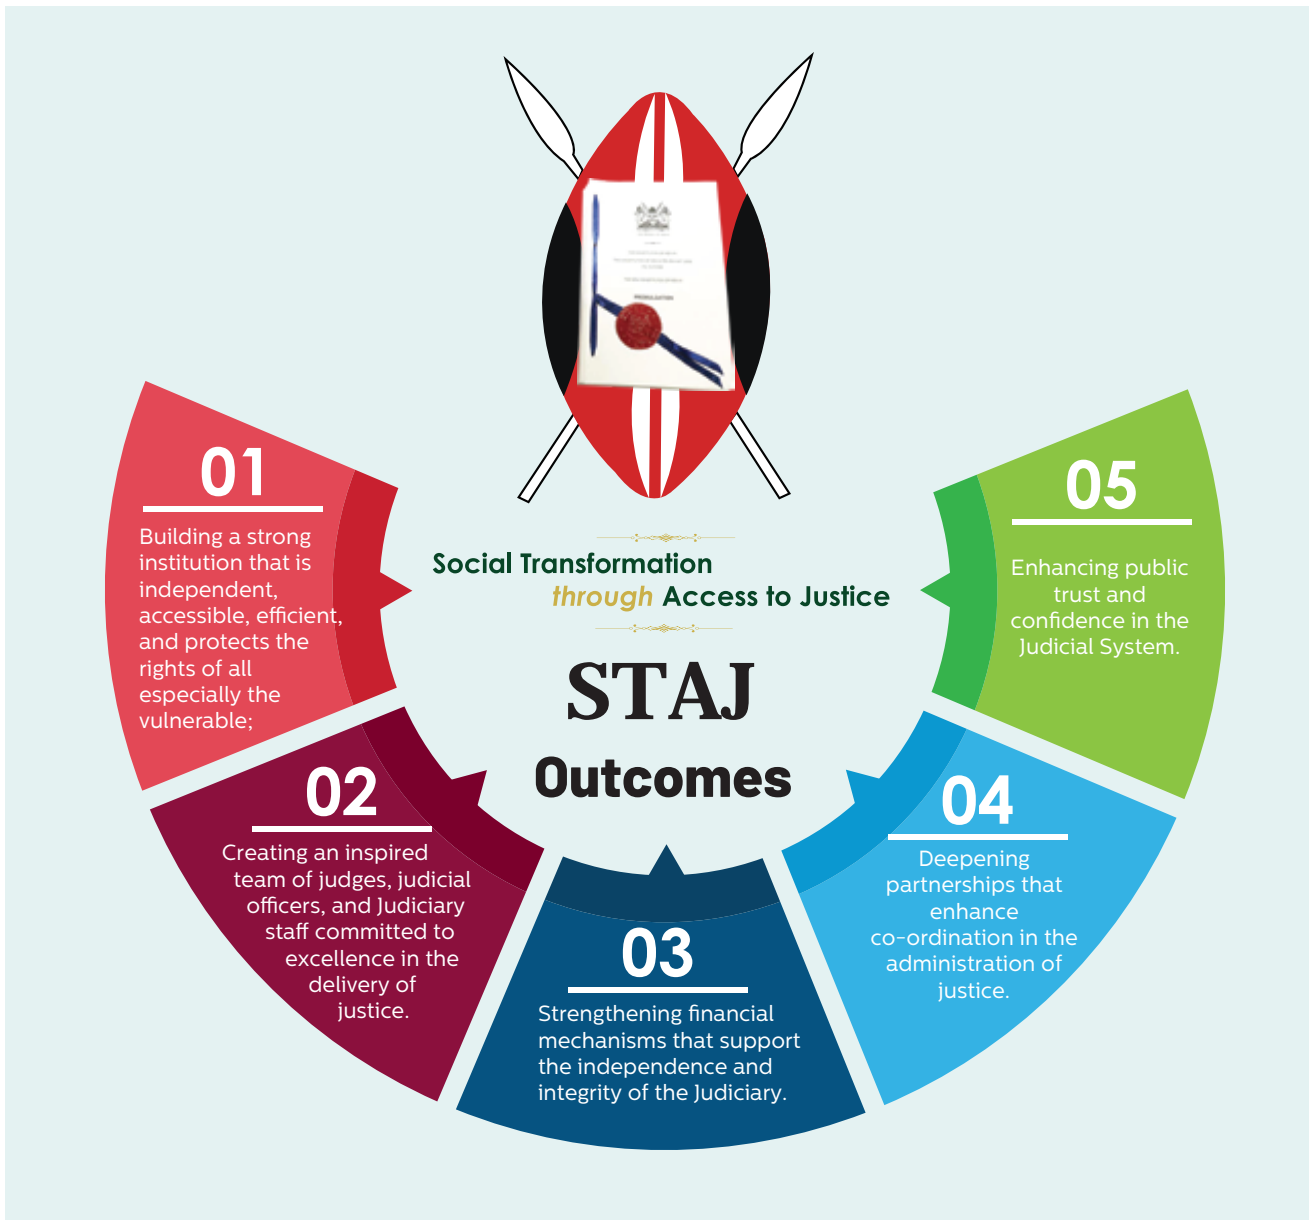 Social Transformation
through Access to Justice
STAJ
Outcomes
01
Building a strong
institution that is
independent,
accessible, efficient,
and protects the
rights of all
especially the
vulnerable;
02
Creating an inspired
team of judges, judicial
officers, and Judiciary
staff committed to
excellence in the
delivery of
justice.
03
Strengthening financial
mechanisms that support
the independence and
integrity of the Judiciary.
04
Deepening
partnerships that
enhance
co-ordination in the
administration of
justice.
05
Enhancing public
trust and
confidence in the
Judicial System.